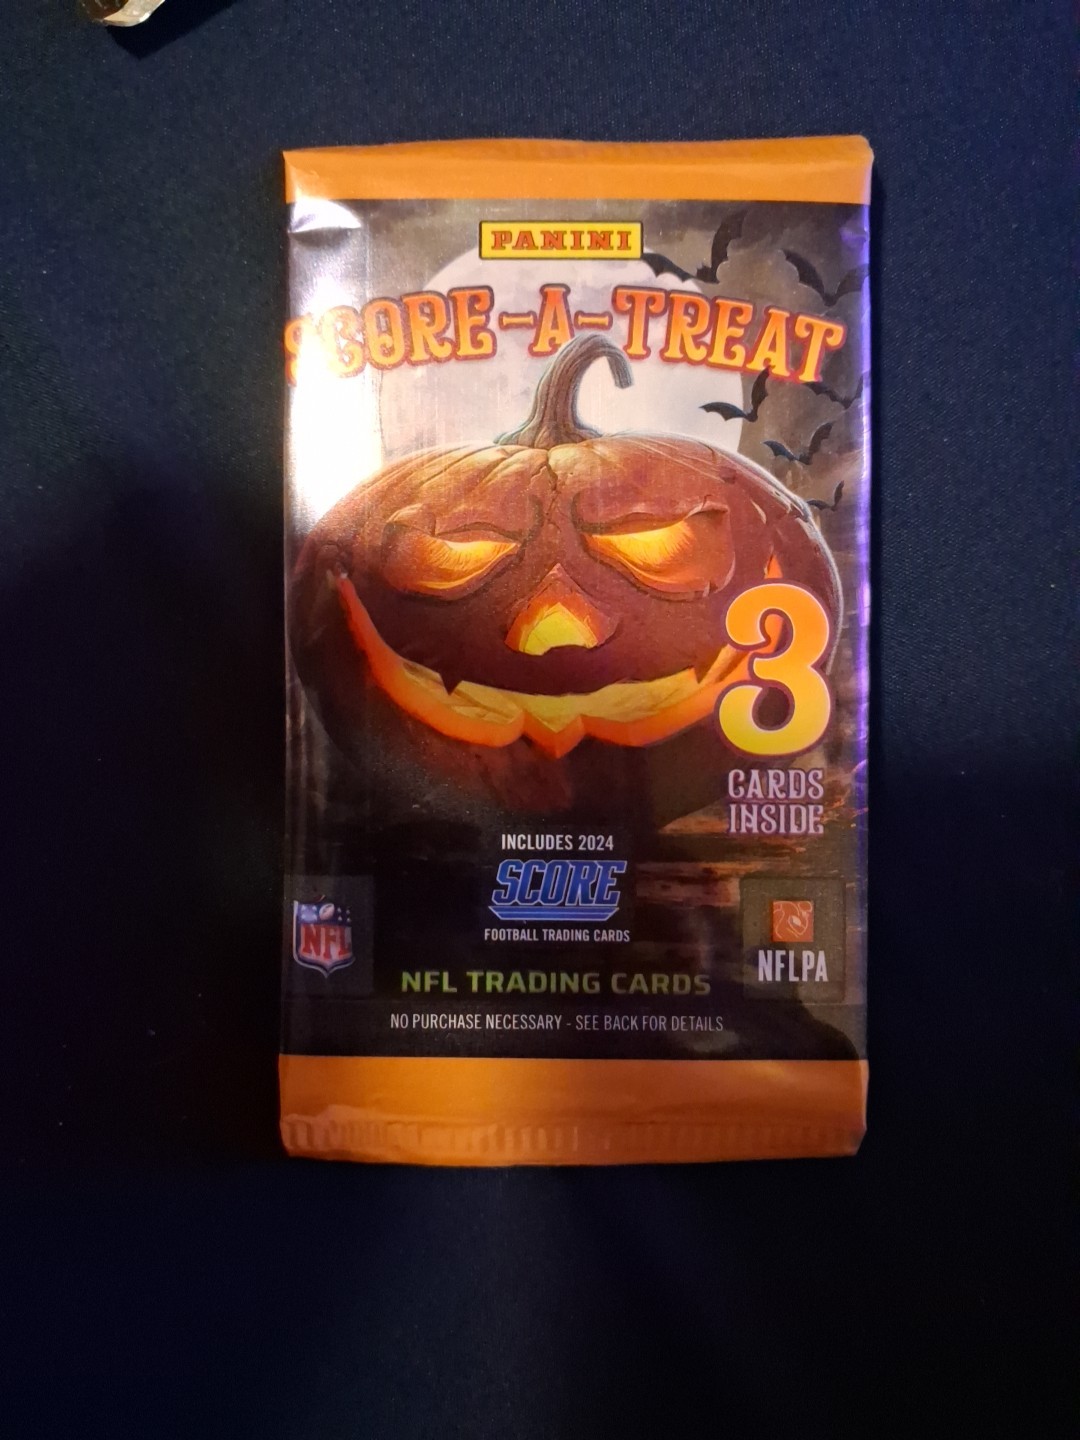 PANINI
SCORE-A-TREAT
3
CARDS
INSIDE
INCLUDES 2024
SCORE
FOOTBALL TRADING CARDS
NFL
NFLPA
NFL TRADING CARDS
NO PURCHASE NECESSARY - SEE BACK FOR DETAILS